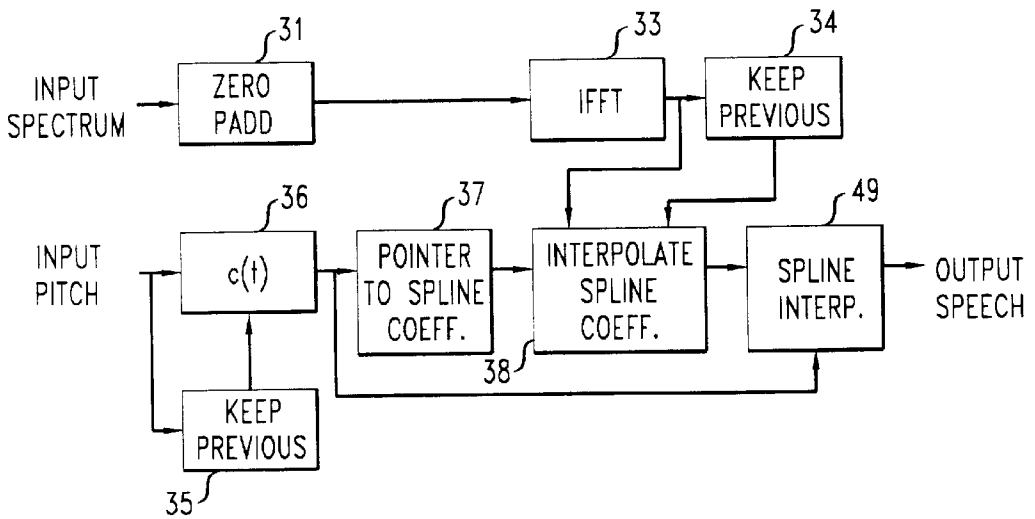 31
33
34
INPUT
SPECTRUM
ZERO
PADD
IFFT
KEEP
PREVIOUS
36
37
49
INPUT
PITCH
c(t)
POINTER
TO SPLINE
COEFF.
INTERPOLATE
SPLINE
COEFF.
SPLINE
INTERP.
OUTPUT
SPEECH
38
KEEP
PREVIOUS
35